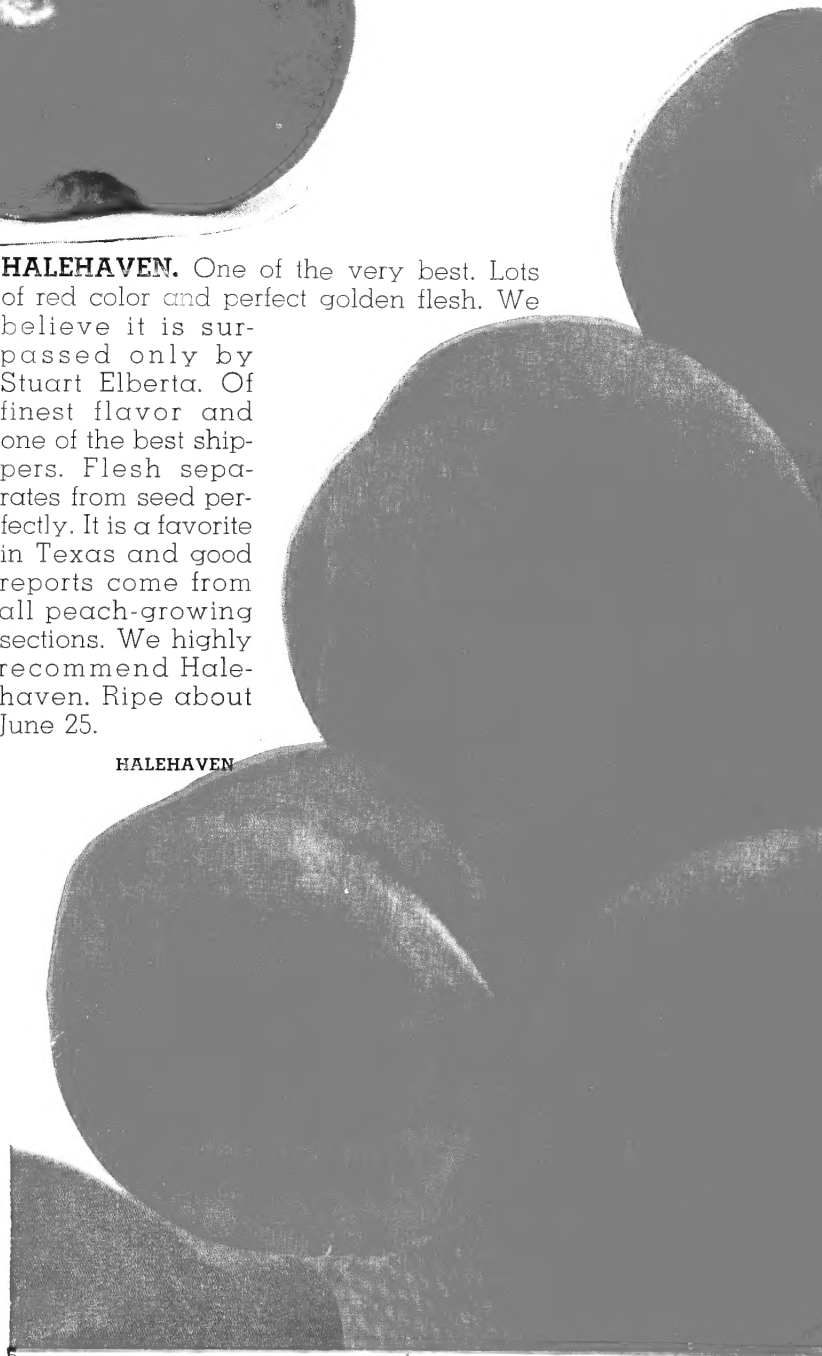 HALEHAVEN. One of the very best. Lots
of red color and perfect golden flesh. We
believe it is sur-
passed only by
Stuart Elberta. Of
finest flavor and
one of the best ship-
pers. Flesh sepa-
rates from seed per-
fectly. It is a favorite
in Texas and good
reports come from
all peach-growing
sections. We highly
recommend Hale-
haven. Ripe about
June 25.
HALEHAVEN